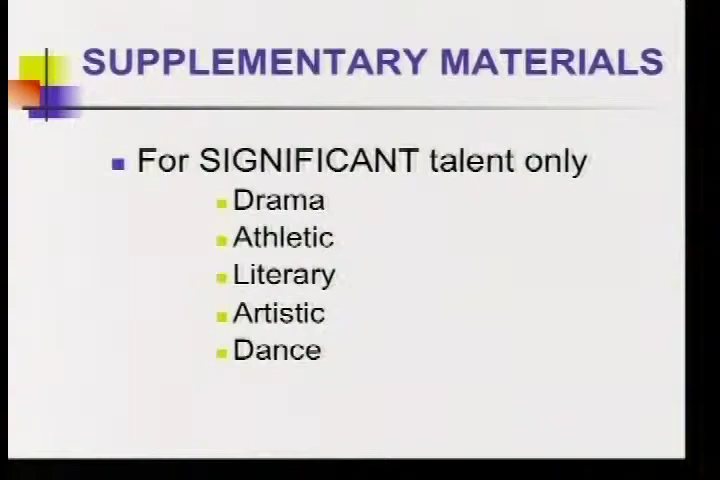 SUPPLEMENTARY MATERIALS
For SIGNIFICANT talent only
Drama
Athletic
Literary
Artistic
Dance